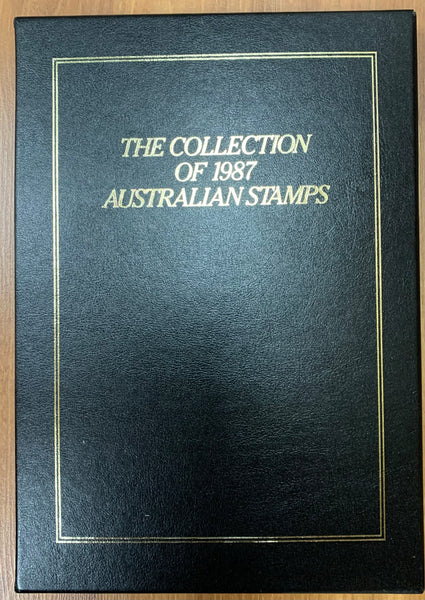 THE COLLECTION
OF 1987
AUSTRALIAN STAMPS